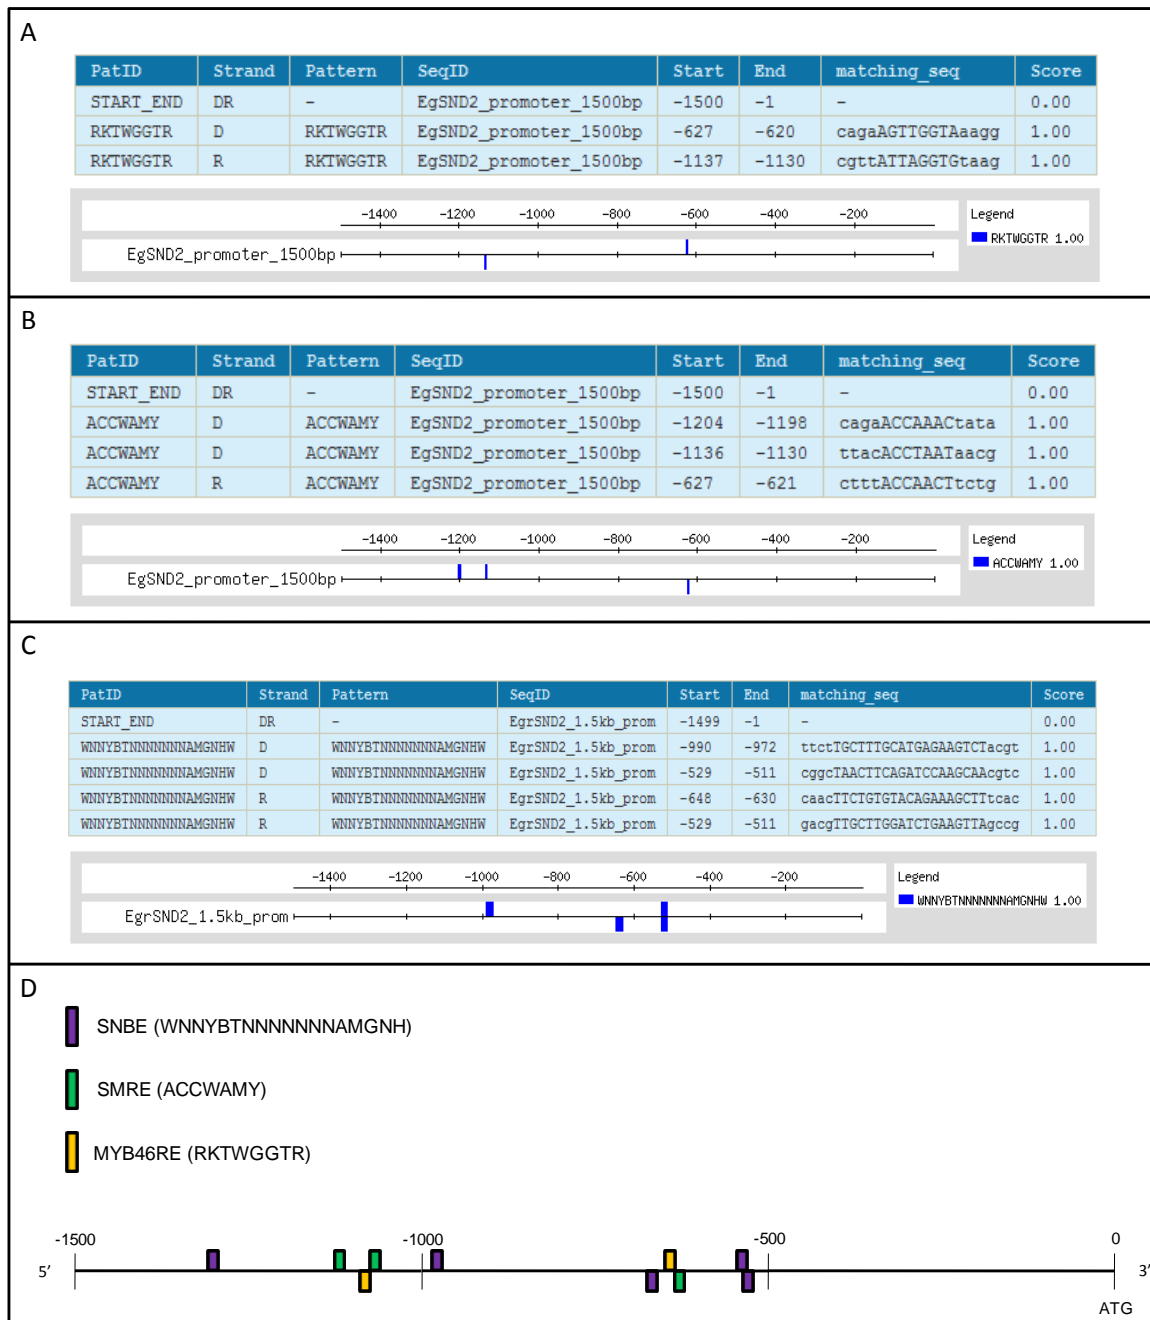 A
PatID Strand Pattern SeqID Start End matching_seq Score
START_END DR - EgSND2_promoter_1500bp -1500 -1 - 0.00
RKTWGGTR D RKTWGGTR EgSND2_promoter_1500bp -627 -620 cagaAGTTGGTAaagg 1.00
RKTWGGTR R RKTWGGTR EgSND2_promoter_1500bp -1137 -1130 cgttATTAGGTGtaag 1.00
-1400 -1200 -1000 -800 -600 -400 -200
Legend
RKTWGGTR 1.00
EgSND2_promoter_1500bp
B
PatID Strand Pattern SeqID Start End matching_seq Score
START_END DR - EgSND2_promoter_1500bp -1500 -1 - 0.00
ACCWAMY D ACCWAMY EgSND2_promoter_1500bp -1204 -1198 cagaACCAAACtata 1.00
ACCWAMY D ACCWAMY EgSND2_promoter_1500bp -1136 -1130 ttacACCTAATaacg 1.00
ACCWAMY R ACCWAMY EgSND2_promoter_1500bp -627 -621 ctttACCAACTtctg 1.00
-1400 -1200 -1000 -800 -600 -400 -200
Legend
ACCWAMY 1.00
EgSND2_promoter_1500bp
C
PatID Strand Pattern SeqID Start End matching_seq Score
START_END DR - EgrSND2_1.5kb_prom -1499 -1 - 0.00
WNNYBTNNNNNNNAMGNHW D WNNYBTNNNNNNNAMGNHW EgrSND2_1.5kb_prom -990 -972 ttctTGCTTTGCATGAGAAGTCTacgt 1.00
WNNYBTNNNNNNNAMGNHW D WNNYBTNNNNNNNAMGNHW EgrSND2_1.5kb_prom -529 -511 cggcTAACTTCAGATCCAAGCAAcgtc 1.00
WNNYBTNNNNNNNAMGNHW R WNNYBTNNNNNNNAMGNHW EgrSND2_1.5kb_prom -648 -630 caacTTCTGTGTACAGAAAGCTTtcac 1.00
WNNYBTNNNNNNNAMGNHW R WNNYBTNNNNNNNAMGNHW EgrSND2_1.5kb_prom -529 -511 gacgTTGCTTGGATCTGAAGTTAgccg 1.00
-1400 -1200 -1000 -800 -600 -400 -200
Legend
WNNYBTNNNNNNNAMGNHW 1.00
EgrSND2_1.5kb_prom
D
SNBE (WNNYBTNNNNNNNAMGNH)
SMRE (ACCWAMY)
MYB46RE (RKTWGGTR)
-1500 -1000 -500 0
5’ 3’
ATG